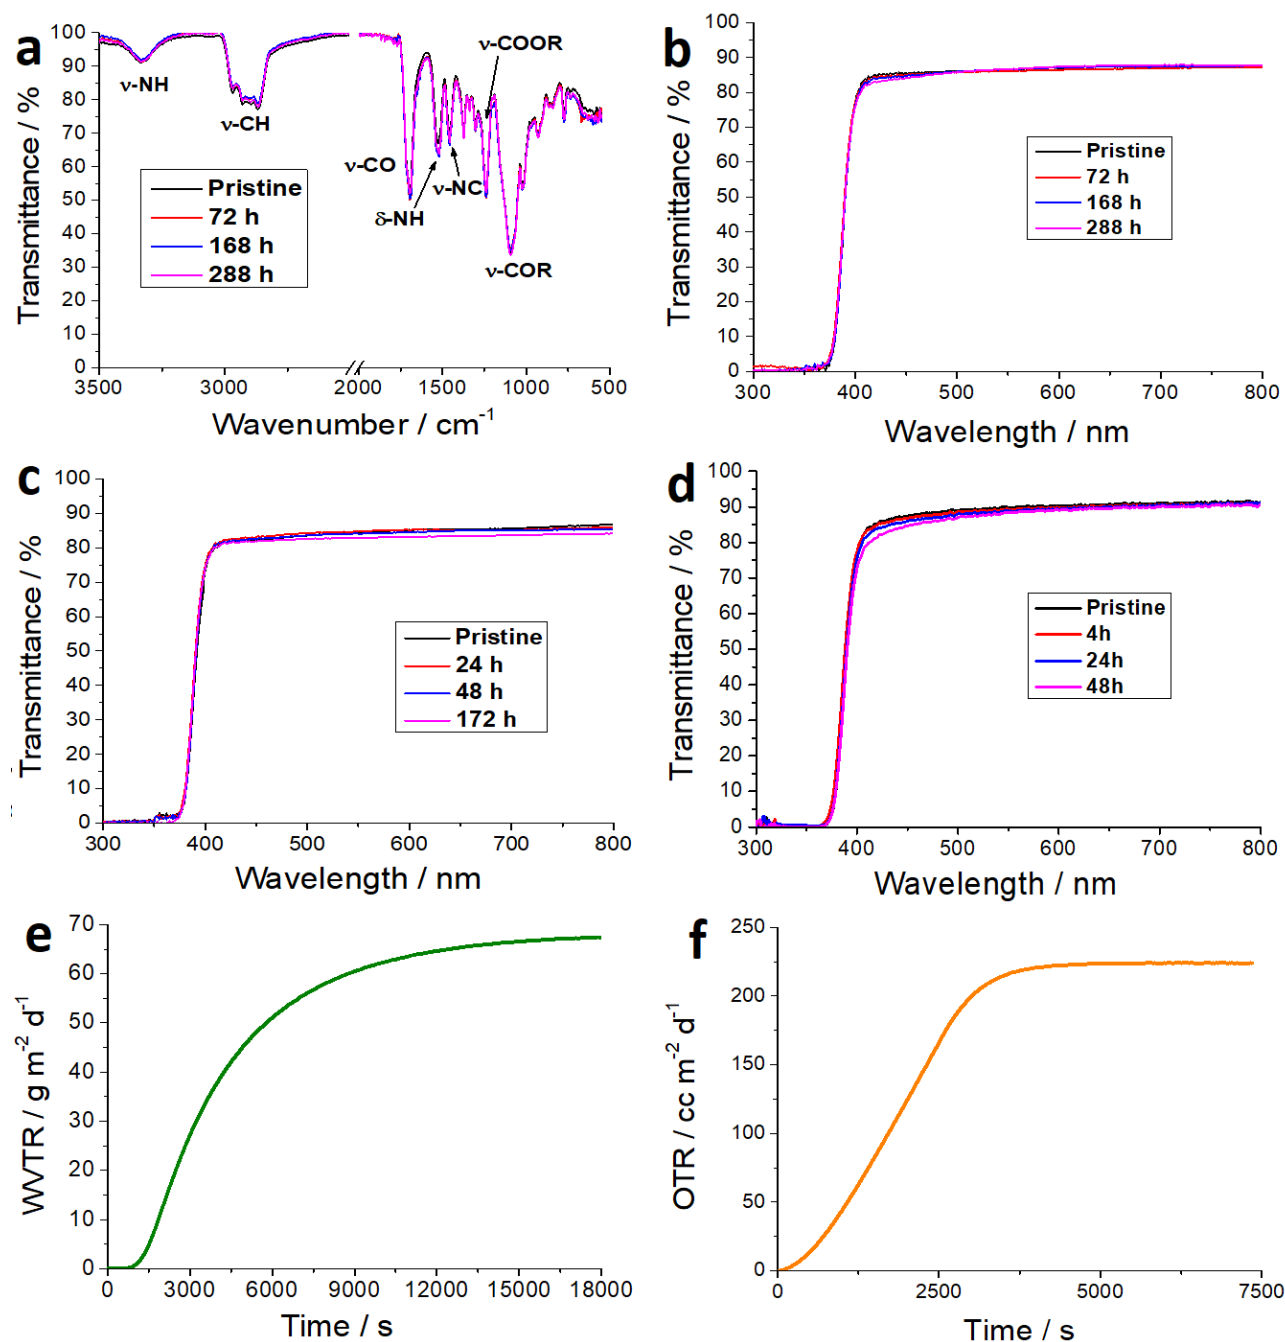 a
Transmittance / %
100
90
80
70
60
50
40
30
20
10
0
ν-NH
ν-CH
ν-CO
δ-NH
ν-NC
ν-COOR
ν-COR
Pristine
72 h
168 h
288 h
3500
3000
2000
1500
1000
500
Wavenumber / cm⁻¹
b
Transmittance / %
100
90
80
70
60
50
40
30
20
10
0
Pristine
72 h
168 h
288 h
300
400
500
600
700
800
Wavelength / nm
c
Transmittance / %
100
90
80
70
60
50
40
30
20
10
0
Pristine
24 h
48 h
172 h
300
400
500
600
700
800
Wavelength / nm
d
Transmittance / %
100
90
80
70
60
50
40
30
20
10
0
Pristine
4h
24h
48h
300
400
500
600
700
800
Wavelength / nm
e
WVTR / g m⁻² d⁻¹
70
60
50
40
30
20
10
0
0
3000
6000
9000
12000
15000
18000
Time / s
f
OTR / cc m⁻² d⁻¹
250
200
150
100
50
0
0
2500
5000
7500
Time / s